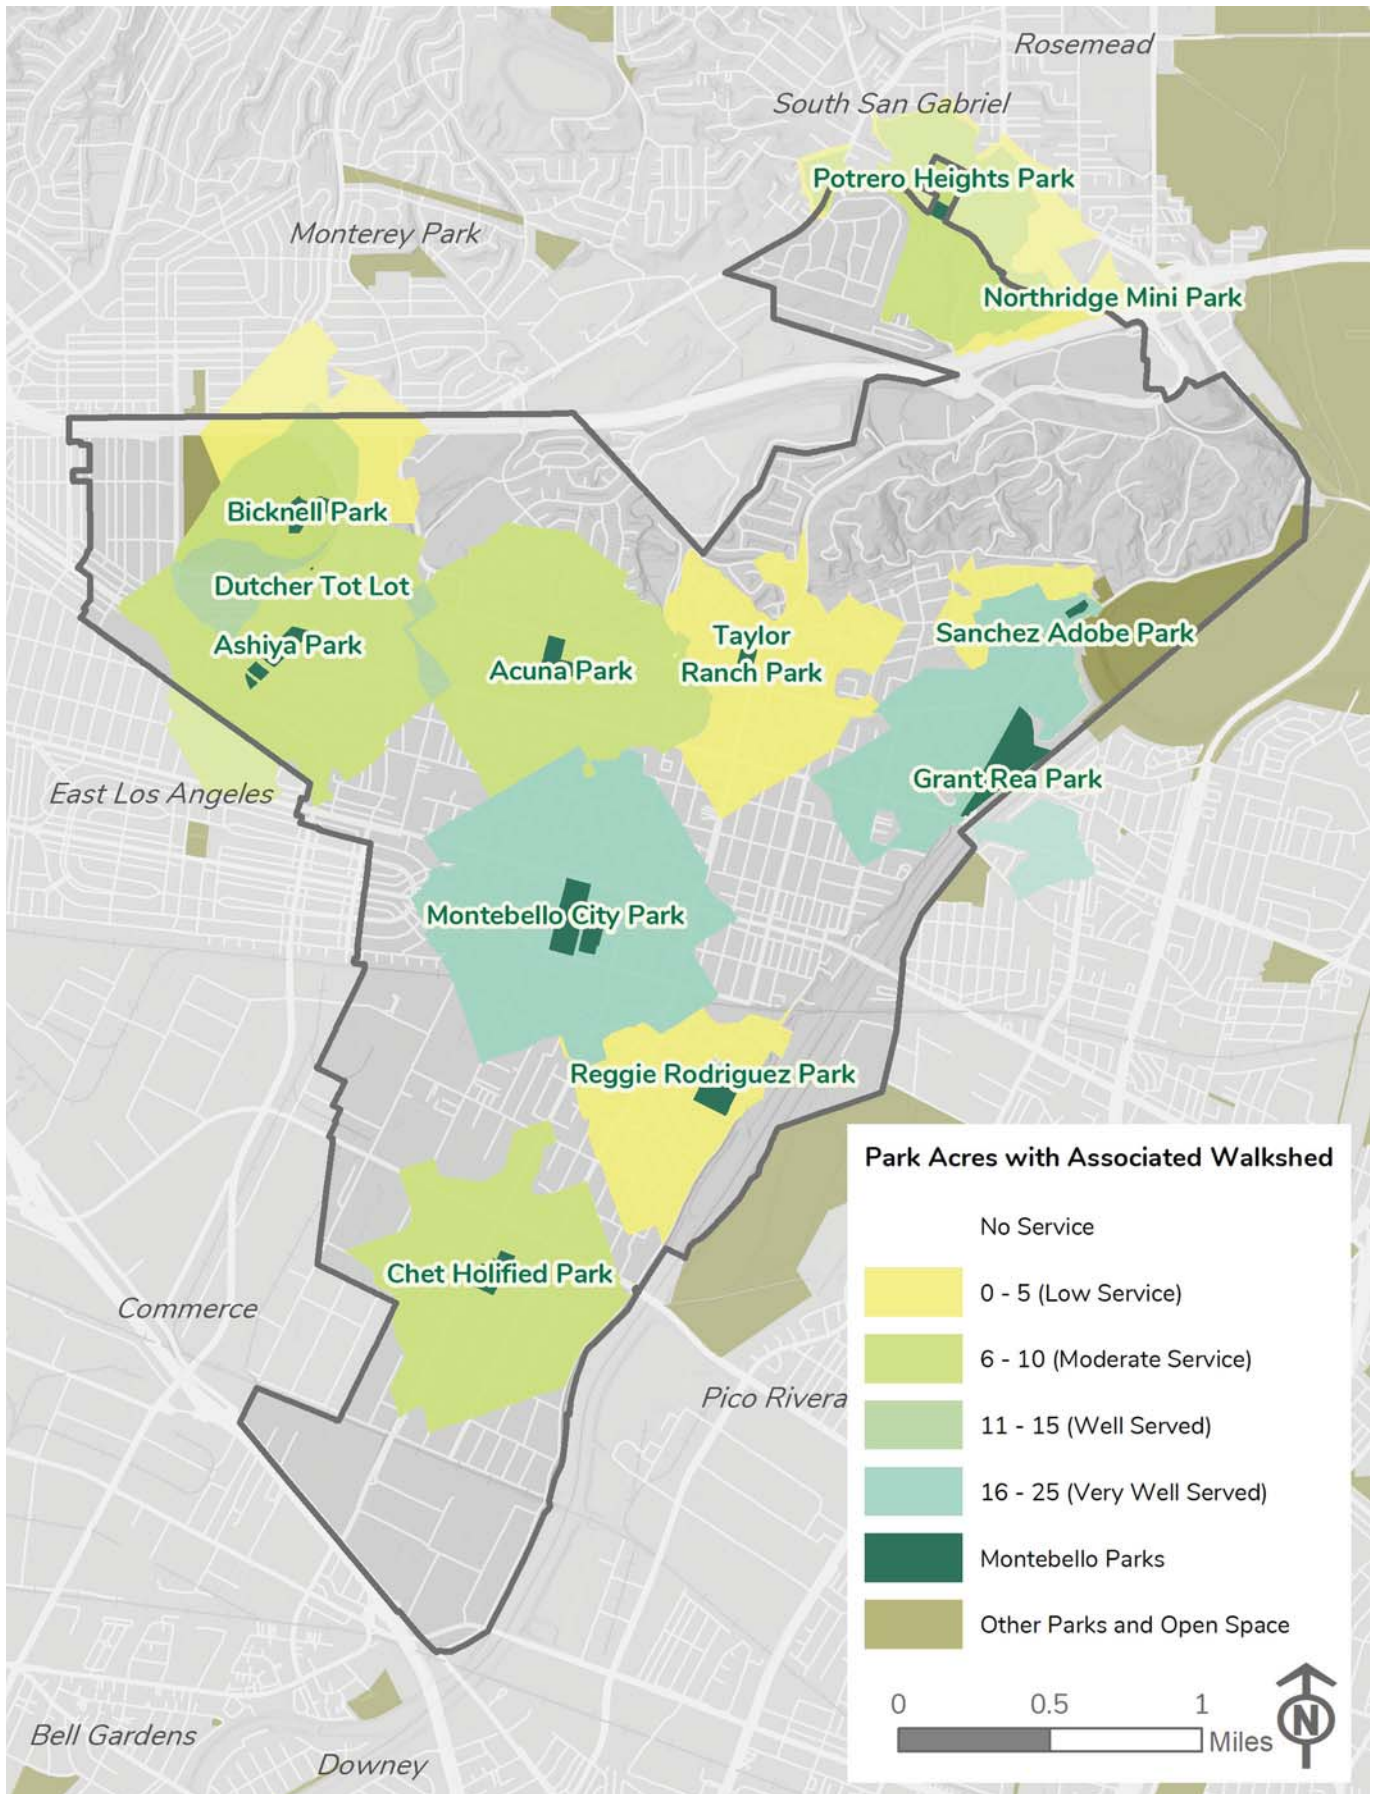 Rosemead
South San Gabriel
Potrero Heights Park
Monterey Park
Northridge Mini Park
Bicknell Park
Dutcher Tot Lot
Ashiya Park
Acuna Park
Taylor
Ranch Park
Sanchez Adobe Park
Grant Rea Park
East Los Angeles
Montebello City Park
Reggie Rodriguez Park
Chet Holified Park
Commerce
Pico Rivera
Bell Gardens
Downey
Park Acres with Associated Walkshed
No Service
0 - 5 (Low Service)
6 - 10 (Moderate Service)
11 - 15 (Well Served)
16 - 25 (Very Well Served)
Montebello Parks
Other Parks and Open Space
0 0.5 1
Miles
N